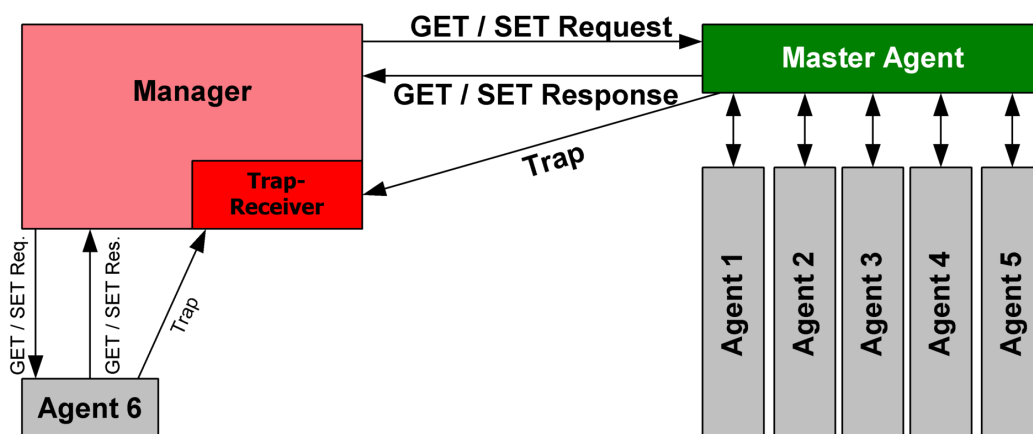 GET / SET Request
Manager
Master Agent
GET / SET Response
Trap
Trap-
Receiver
GET / SET Req.
GET / SET Res.
Trap
Agent 1
Agent 2
Agent 3
Agent 4
Agent 5
Agent 6